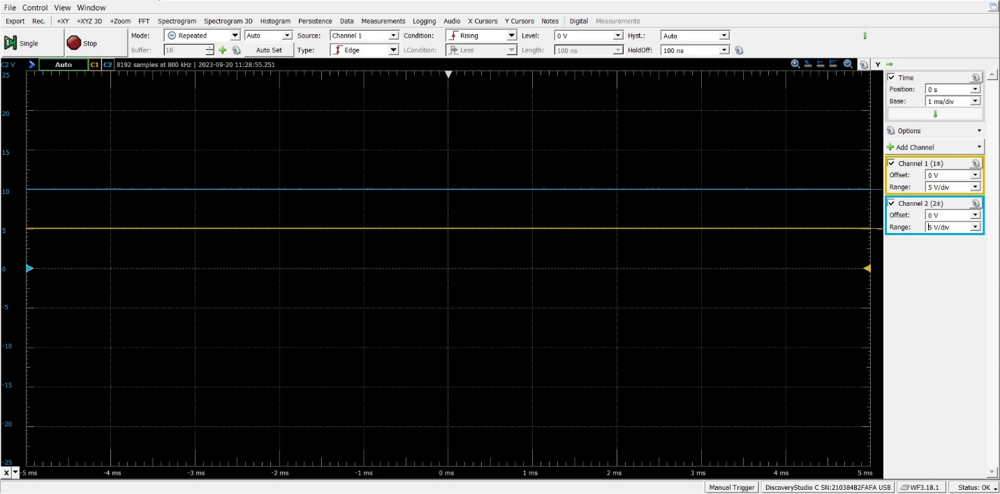 File Control View Window
Export Rec. +XY +XYZ 3D +Zoom FFT Spectrogram Spectrogram 3D Histogram Persistence Data Measurements Logging Audio X Cursors Y Cursors Notes Digital Measurements
Single Stop Mode: Repeated Auto Source: Channel 1 Condition: Rising Level: 0 V Hyst.: Auto
Buffer: 10 Auto Set Type: Edge LCondition: Less Length: 100 ns HoldOff: 100 ns
C2 V Auto C1 C2 8192 samples at 800 kHz | 2023-09-20 11:28:55.251 Y
25
20
15
10
5
0
-5
-10
-15
-20
-25
X -5 ms -4 ms -3 ms -2 ms -1 ms 0 ms 1 ms 2 ms 3 ms 4 ms 5 ms
Time
Position: 0 s
Base: 1 ms/div
Options
Add Channel
Channel 1 (1±)
Offset: 0 V
Range: 5 V/div
Channel 2 (2±)
Offset: 0 V
Range: 5 V/div
Manual Trigger DiscoveryStudio C SN:210384B2FAFA USB WF3.18.1 Status: OK